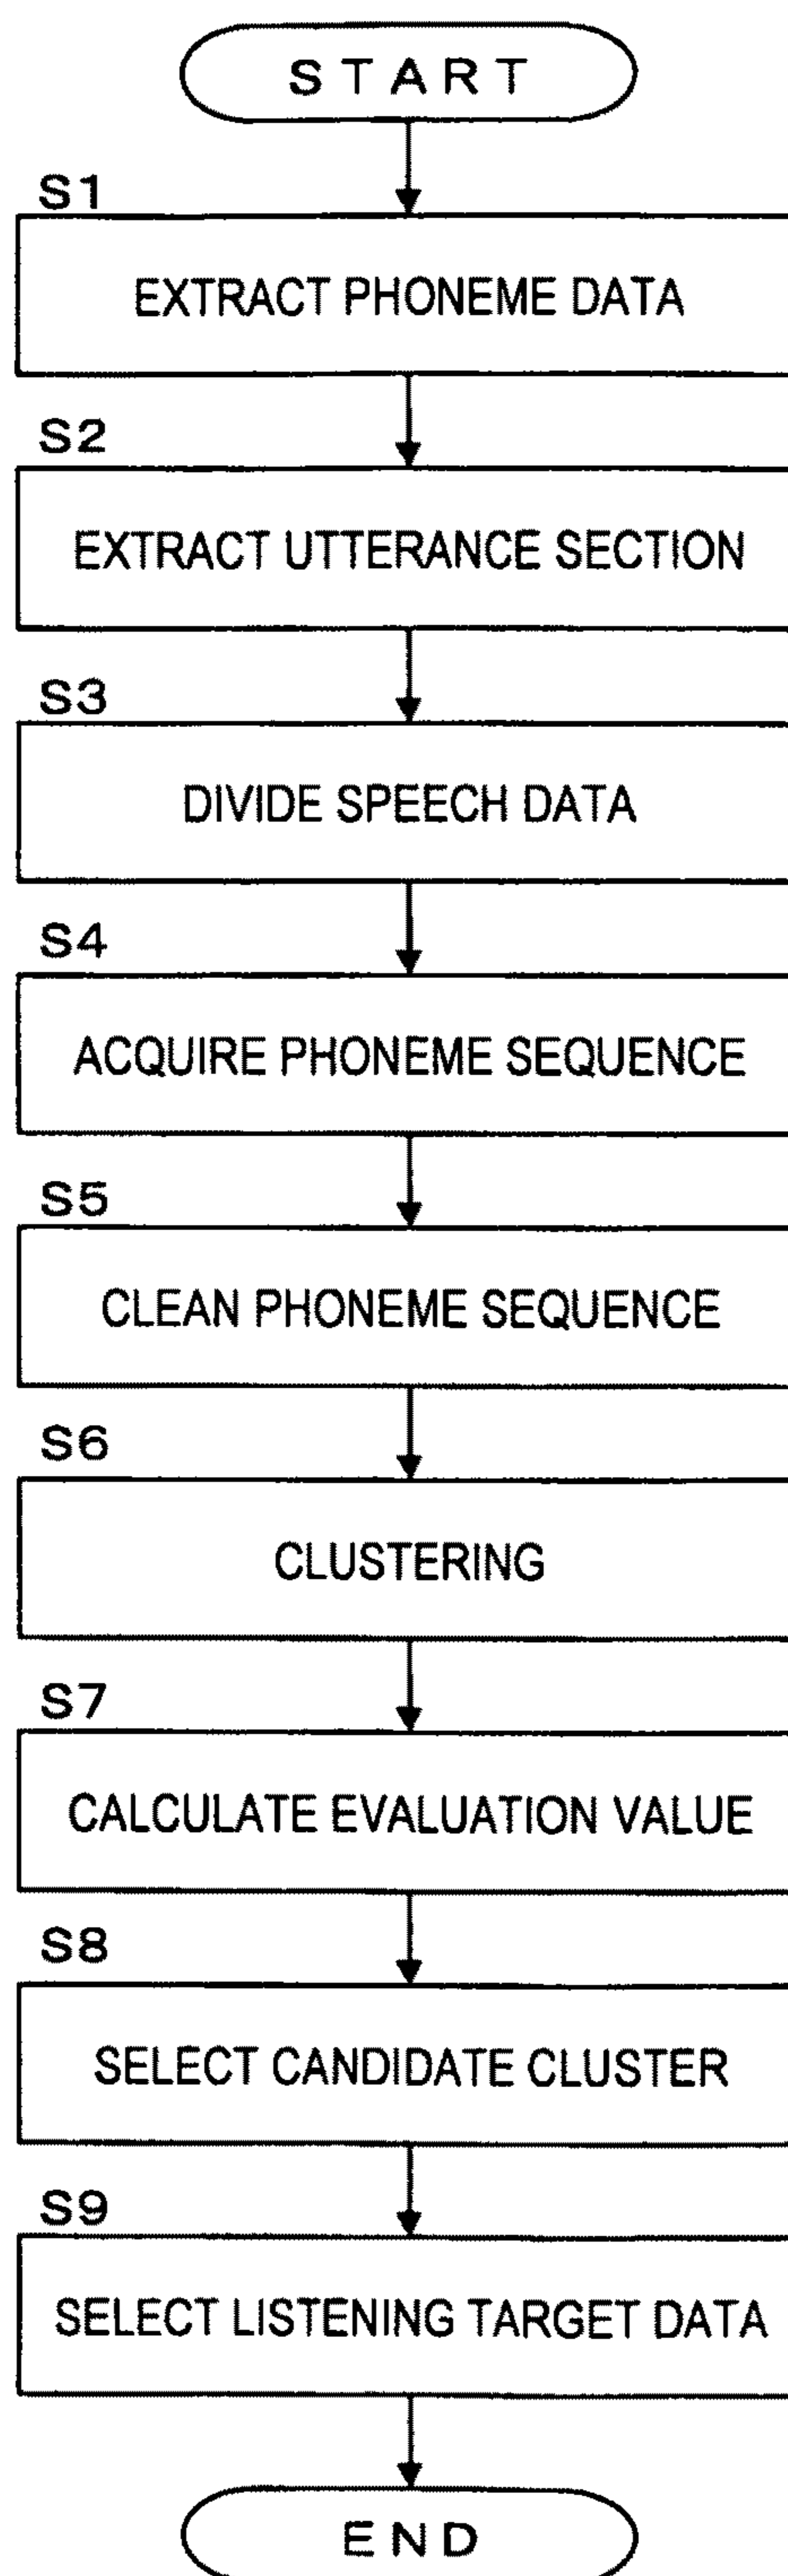 START
S1
EXTRACT PHONEME DATA
S2
EXTRACT UTTERANCE SECTION
S3
DIVIDE SPEECH DATA
S4
ACQUIRE PHONEME SEQUENCE
S5
CLEAN PHONEME SEQUENCE
S6
CLUSTERING
S7
CALCULATE EVALUATION VALUE
S8
SELECT CANDIDATE CLUSTER
S9
SELECT LISTENING TARGET DATA
END